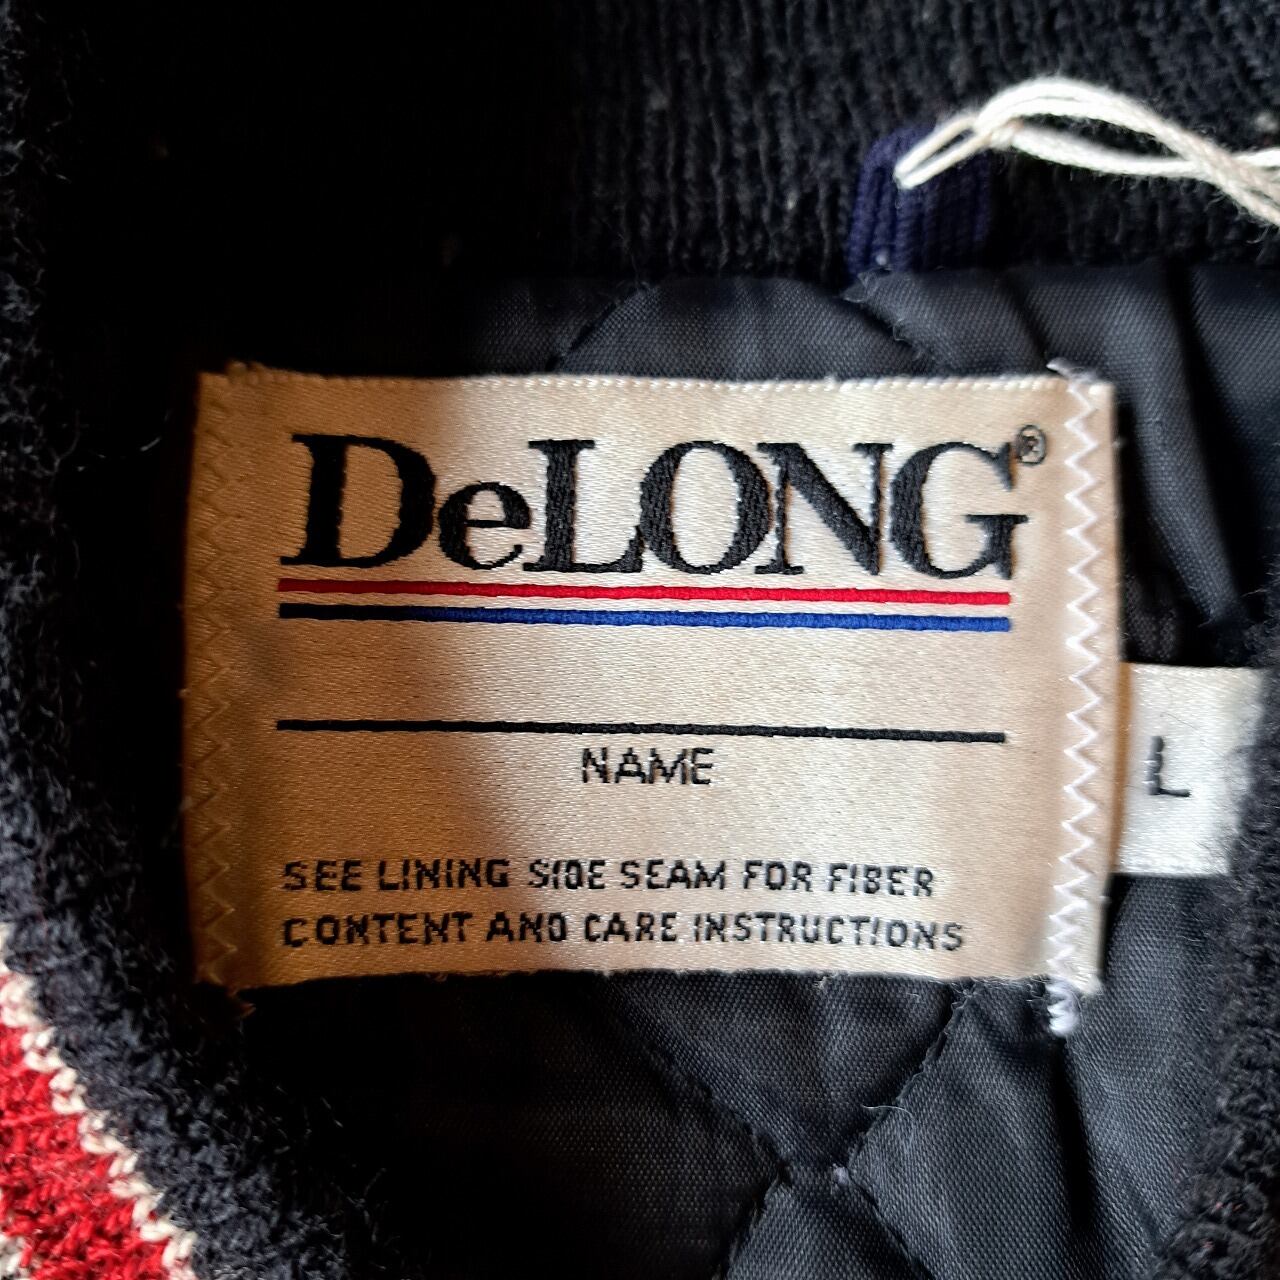 DeLONG®
NAME
L
SEE LINING SIDE SEAM FOR FIBER
CONTENT AND CARE INSTRUCTIONS